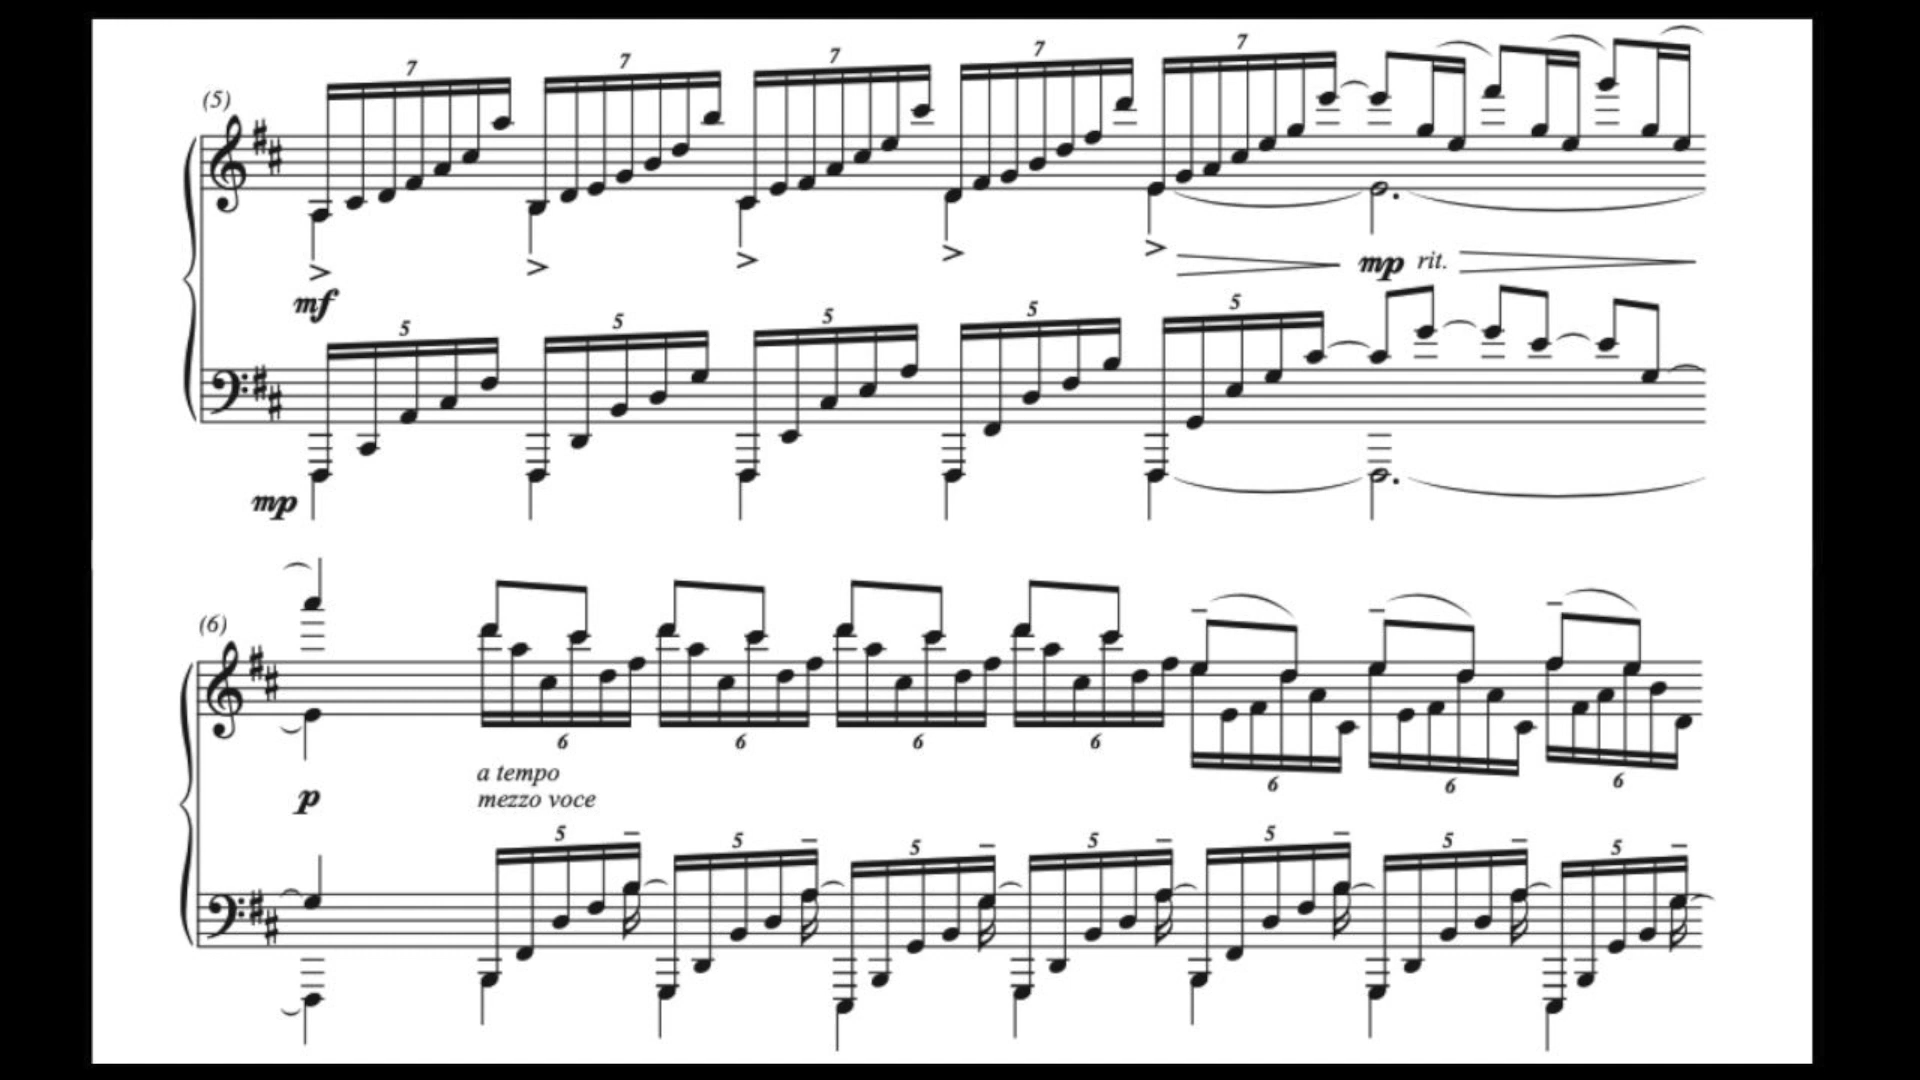 7 7 7 7 7
(5)
mp rit.
mf
5 5 5 5 5
mp
(6)
6 6 6 6
a tempo
6 6 6
p mezzo voce
5 5 5 5 5 5 5